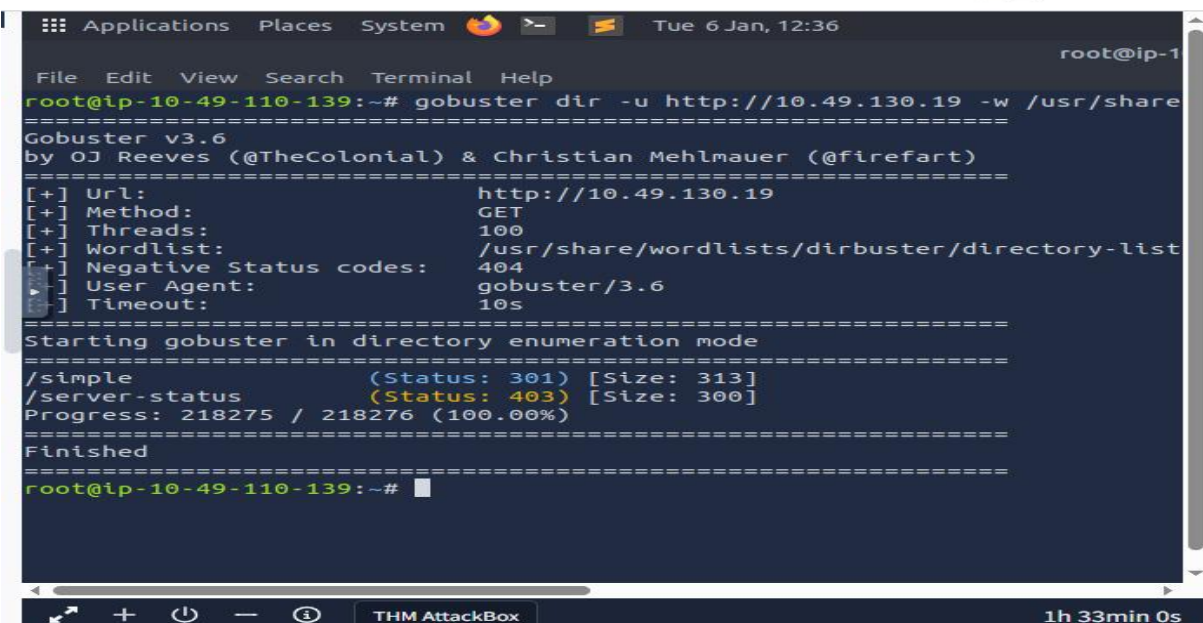 Applications Places System Tue 6 Jan, 12:36
root@ip-1
File Edit View Search Terminal Help
root@ip-10-49-110-139:~# gobuster dir -u http://10.49.130.19 -w /usr/share
===============================================================
Gobuster v3.6
by OJ Reeves (@TheColonial) & Christian Mehlmauer (@firefart)
===============================================================
[+] Url: http://10.49.130.19
[+] Method: GET
[+] Threads: 100
[+] Wordlist: /usr/share/wordlists/dirbuster/directory-list
[+] Negative Status codes: 404
] User Agent: gobuster/3.6
] Timeout: 10s
===============================================================
Starting gobuster in directory enumeration mode
===============================================================
/simple (Status: 301) [Size: 313]
/server-status (Status: 403) [Size: 300]
Progress: 218275 / 218276 (100.00%)
===============================================================
Finished
===============================================================
root@ip-10-49-110-139:~#
THM AttackBox 1h 33min 0s